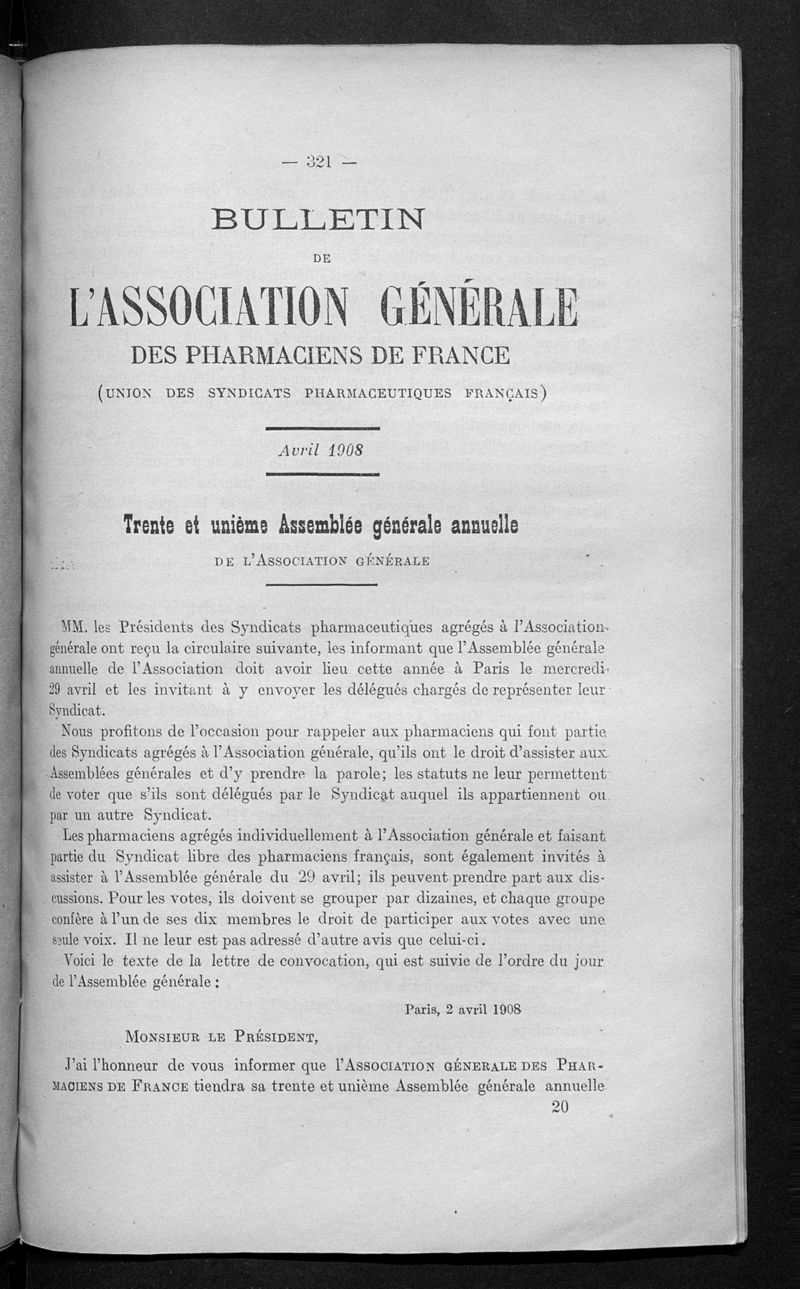 — 321 —
BULLETIN
DE
L'ASSOCIATION GÉNÉRALE
DES PHARMACIENS DE FRANCE
(UNION DES SYNDICATS PHARMACEUTIQUES FRANÇAIS)
Avril 1908
Trente et unième Assemblée générale annuelle
DE L'ASSOCIATION GÉNÉRALE
MM. les Présidents des Syndicats pharmaceutiques agrégés à l'Association
générale ont reçu la circulaire suivante, les informant que l'Assemblée générale
annuelle de l'Association doit avoir lieu cette année à Paris le mercredi
29 avril et les invitant à y envoyer les délégués chargés de représenter leur
Syndicat.
Nous profitons de l'occasion pour rappeler aux pharmaciens qui font partie
des Syndicats agrégés à l'Association générale, qu'ils ont le droit d'assister aux
Assemblées générales et d'y prendre la parole; les statuts ne leur permettent
de voter que s'ils sont délégués par le Syndicat auquel ils appartiennent ou
par un autre Syndicat.
Les pharmaciens agrégés individuellement à l'Association générale et faisant
partie du Syndicat libre des pharmaciens français, sont également invités à
assister à l'Assemblée générale du 29 avril; ils peuvent prendre part aux dis-
cussions. Pour les votes, ils doivent se grouper par dizaines, et chaque groupe
confère à l'un de ses dix membres le droit de participer aux votes avec une
seule voix. Il ne leur est pas adressé d'autre avis que celui-ci.
Voici le texte de la lettre de convocation, qui est suivie de l'ordre du jour
de l'Assemblée générale :
Paris, 2 avril 1908
MONSIEUR LE PRÉSIDENT,
J'ai l'honneur de vous informer que l'ASSOCIATION GÉNERALE DES PHAR-
MACIENS DE FRANCE tiendra sa trente et unième Assemblée générale annuelle
20